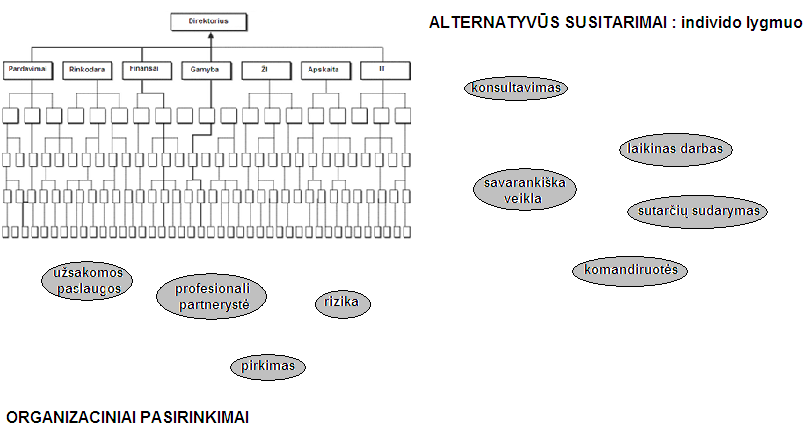 Direktorius
ALTERNATYVŪS SUSITARIMAI : individo lygmuo
Pardavimai Rinkodara Finansai Gamyba ŽI Apskaita IT
konsultavimas
laikinas darbas
savarankiška
veikla
sutarčių sudarymas
komandiruotės
užsakomos
paslaugos
profesionali
partnerystė
rizika
pirkimas
ORGANIZACINIAI PASIRINKIMAI